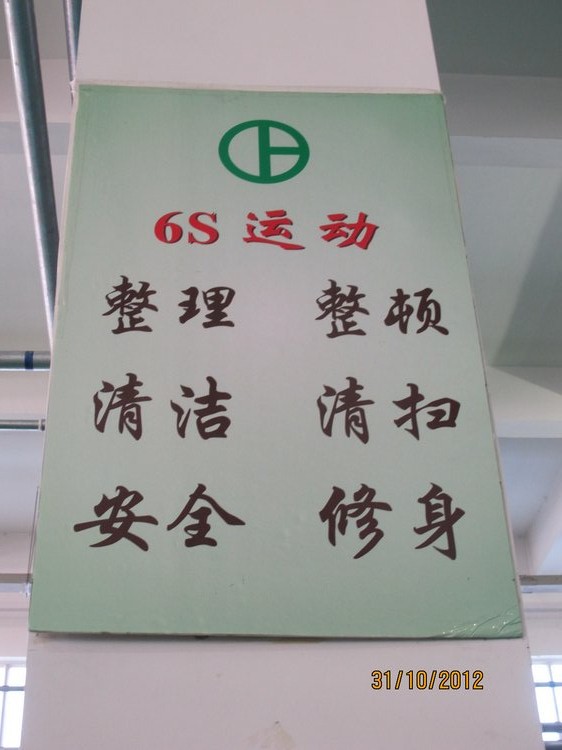 6S 运动
整理 整顿
清洁 清扫
安全 修身
31/10/2012